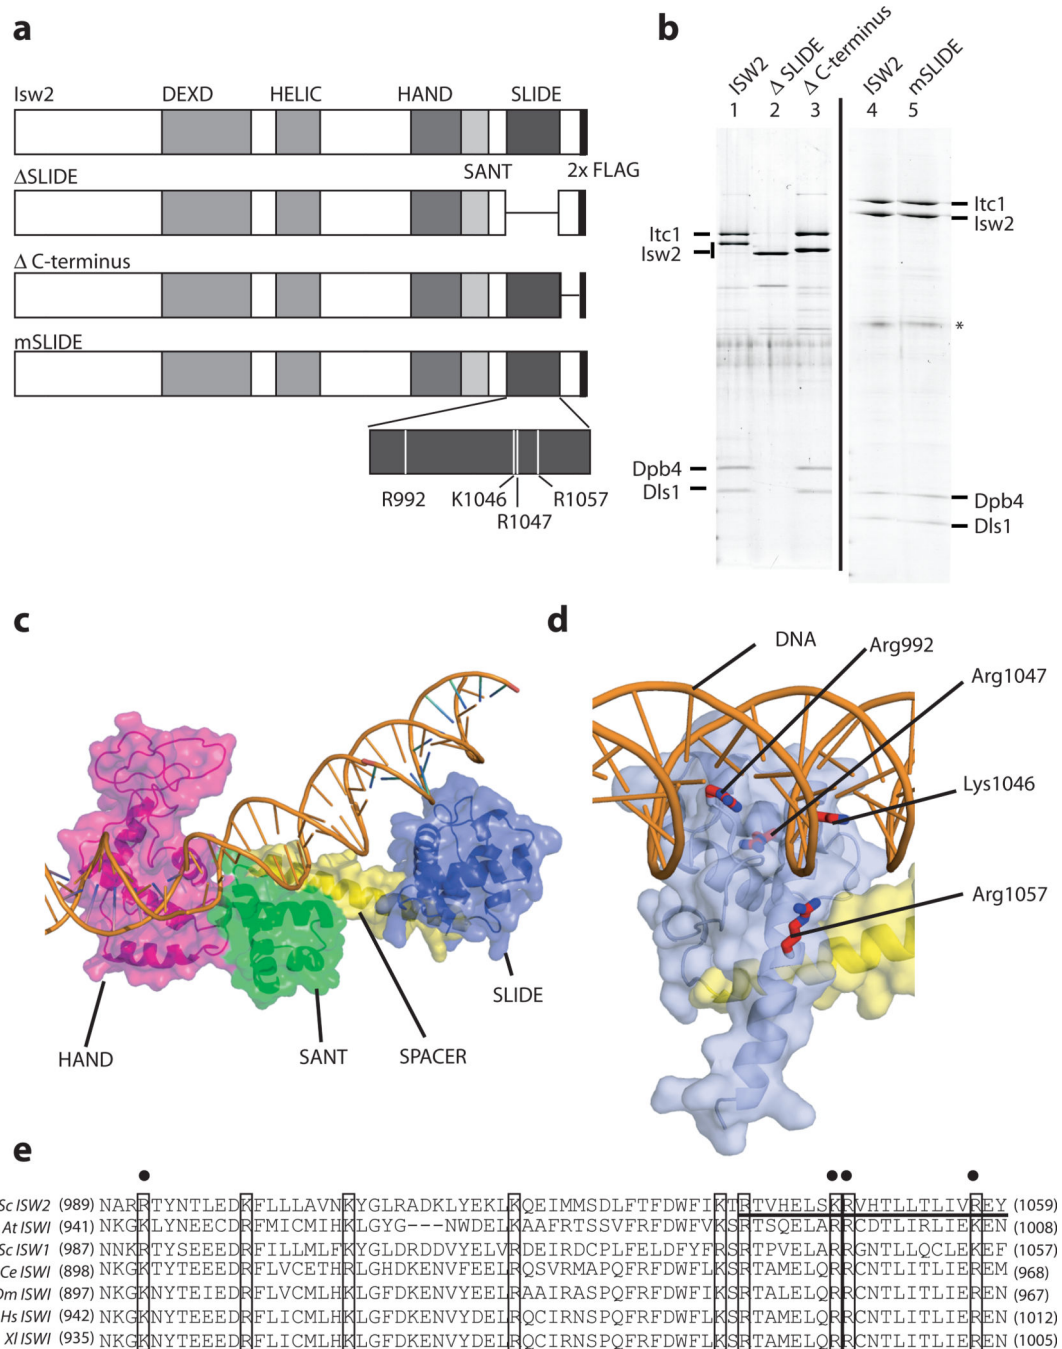 a
Isw2 DEXD HELIC HAND SLIDE
SANT 2x FLAG
ΔSLIDE
Δ C-terminus
mSLIDE
R992 K1046 R1057
R1047
b
ISW2 Δ SLIDE Δ C-terminus ISW2 mSLIDE
1 2 3 4 5
Itc1
Isw2
Dpb4
Dls1
Itc1
Isw2
*
Dpb4
Dls1
c
HAND SANT SPACER SLIDE
d
DNA
Arg992
Arg1047
Lys1046
Arg1057
e
Sc ISW2 (989) NARRTYNTLEDKFLLLAVNKYGLRADKLYEKLKQEIMMSDLFTFDWFIKTRTVHELSKRVHTLLTLIVREY (1059)
At ISWI (941) NKGKLYNEECDRFMICMIHKLGYG---NWDELKAAFRTSSVFRFDWFVKSRTSQELARRCDTLIRLIEKEN (1008)
Sc ISW1 (987) NNKRTYSEEEDRFILLMLFKYGLDRDDVYELVRDEIRDCPLFELDFYFRSRTPVELARRGNTLLQCLEKEF (1057)
Ce ISWI (898) NKGKTYTEEEDRFLVCETHRLGHDKENVFEELRQSVRMAPQFRFDWFLKSRTAMELQRRCNTLITLIEREM (968)
Dm ISWI (897) NKGKNYTEIEDRFLVCMLHKLGFDKENVYEELRAAIRASPQFRFDWFIKSRTALELQRRCNTLITLIEREN (967)
Hs ISWI (942) NKGKNYTEEEDRFLICMLHKLGFDKENVYDELRQCIRNSPQFRFDWFLKSRTAMELQRRCNTLITLIEREN (1012)
Xl ISWI (935) NKGKNYTEEEDRFLICMLHKLGFDKENVYDELRQCIRNSPQFRFDWFLKSRTAMELQRRCNTLITLIEREN (1005)